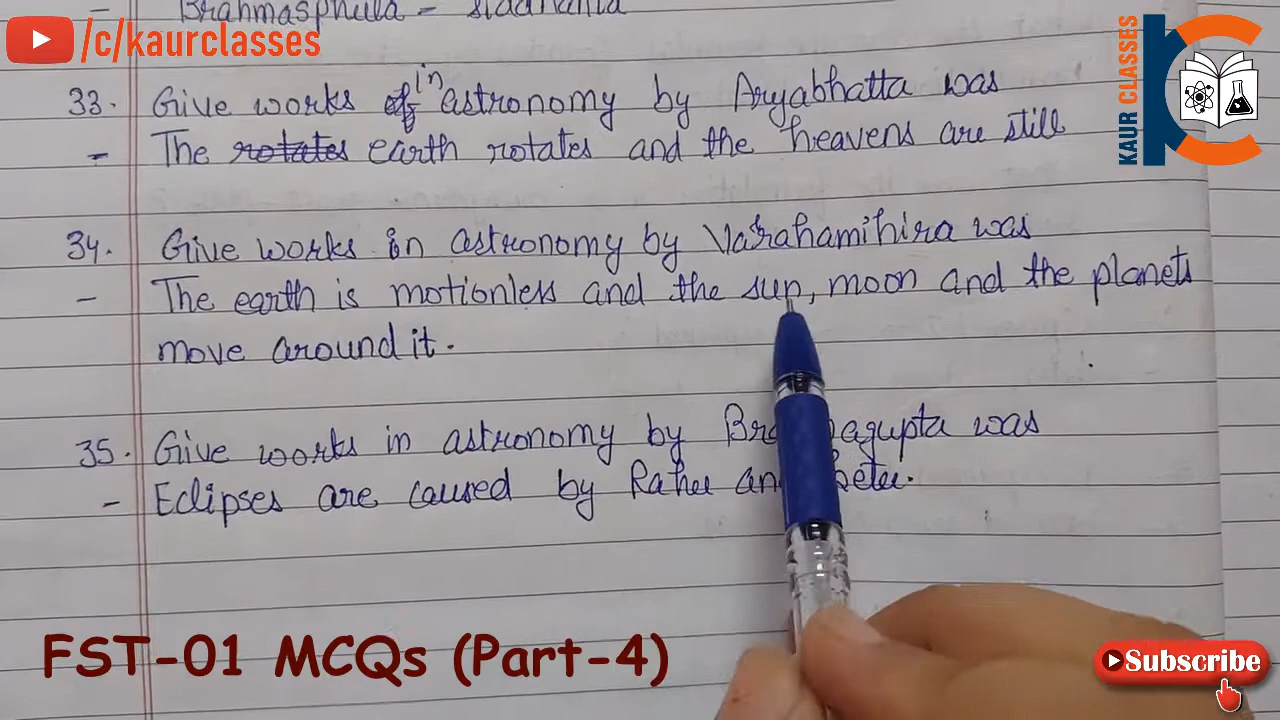 - Brahmasphuta - siddhanta
/c/kaurclasses
KAUR CLASSES
33. Give works in astronomy by Aryabhatta was
- The rotates earth rotates and the heavens are still
34. Give works in astronomy by Varahamihira was
- The earth is motionless and the sun, moon and the planets
move around it.
35. Give works in astronomy by was
- Eclipses are caused by Rahu
FST-01 MCQs (Part-4)
Subscribe